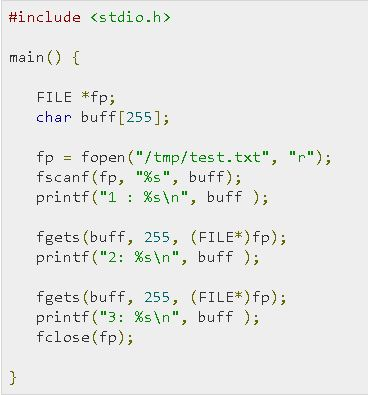 #include <stdio.h>
main() {
FILE *fp;
char buff[255];
fp = fopen("/tmp/test.txt", "r");
fscanf(fp, "%s", buff);
printf("1 : %s\n", buff );
fgets(buff, 255, (FILE*)fp);
printf("2: %s\n", buff );
fgets(buff, 255, (FILE*)fp);
printf("3: %s\n", buff );
fclose(fp);
}